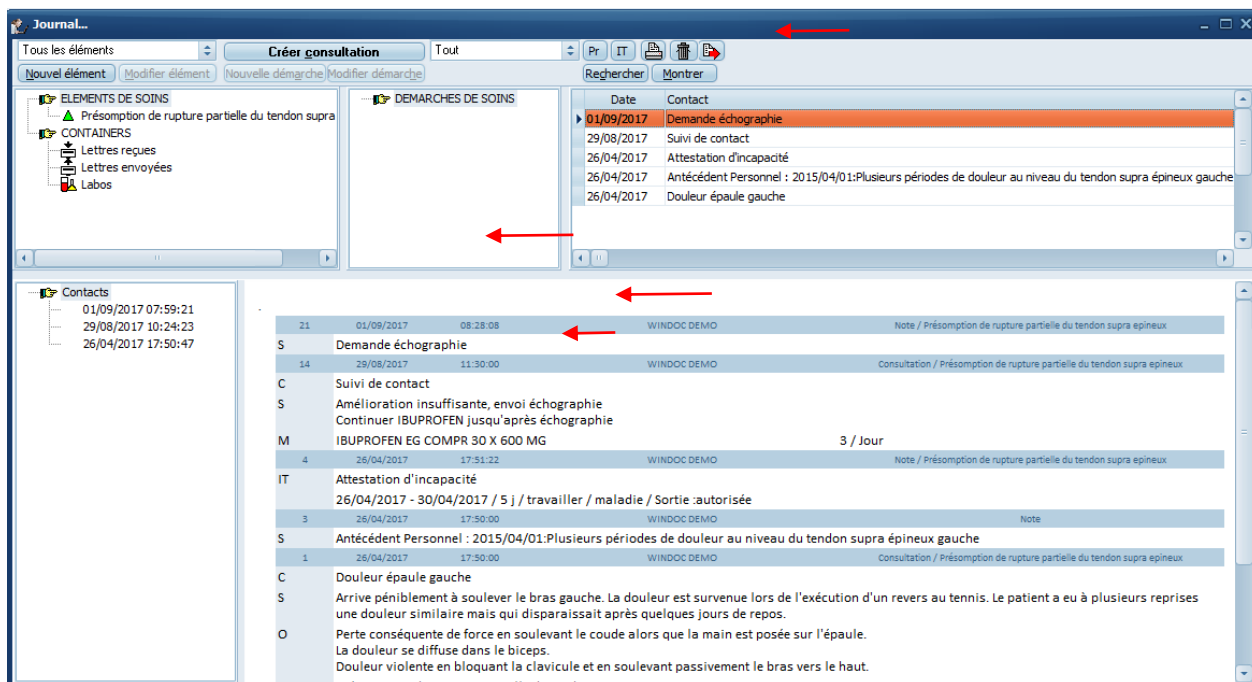 Journal...
Tous les éléments Créer consultation Tout Pr IT
Nouvel élément Modifier élément Nouvelle démarche Modifier démarche Rechercher Montrer
ELEMENTS DE SOINS
Présomption de rupture partielle du tendon supra
CONTAINERS
Lettres reçues
Lettres envoyées
Labos
DEMARCHES DE SOINS
Date Contact
01/09/2017 Demande échographie
29/08/2017 Suivi de contact
26/04/2017 Attestation d'incapacité
26/04/2017 Antécédent Personnel : 2015/04/01:Plusieurs périodes de douleur au niveau du tendon supra épineux gauche
26/04/2017 Douleur épaule gauche
Contacts
01/09/2017 07:59:21
29/08/2017 10:24:23
26/04/2017 17:50:47
21 01/09/2017 08:28:08 WINDOC DEMO Note / Présomption de rupture partielle du tendon supra epineux
S Demande échographie
14 29/08/2017 11:30:00 WINDOC DEMO Consultation / Présomption de rupture partielle du tendon supra epineux
C Suivi de contact
S Amélioration insuffisante, envoi échographie
Continuer IBUPROFEN jusqu'après échographie
M IBUPROFEN EG COMPR 30 X 600 MG 3 / Jour
4 26/04/2017 17:51:22 WINDOC DEMO Note / Présomption de rupture partielle du tendon supra epineux
IT Attestation d'incapacité
26/04/2017 - 30/04/2017 / 5 j / travailler / maladie / Sortie :autorisée
3 26/04/2017 17:50:00 WINDOC DEMO Note
S Antécédent Personnel : 2015/04/01:Plusieurs périodes de douleur au niveau du tendon supra épineux gauche
1 26/04/2017 17:50:00 WINDOC DEMO Consultation / Présomption de rupture partielle du tendon supra epineux
C Douleur épaule gauche
S Arrive péniblement à soulever le bras gauche. La douleur est survenue lors de l'exécution d'un revers au tennis. Le patient a eu à plusieurs reprises
une douleur similaire mais qui disparaissait après quelques jours de repos.
O Perte conséquente de force en soulevant le coude alors que la main est posée sur l'épaule.
La douleur se diffuse dans le biceps.
Douleur violente en bloquant la clavicule et en soulevant passivement le bras vers le haut.